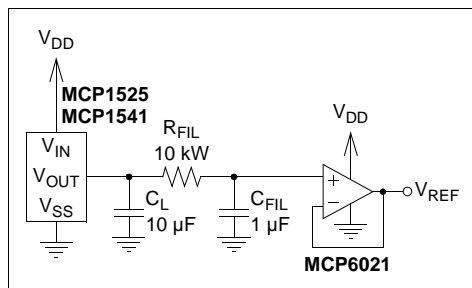 VDD
MCP1525
MCP1541
VIN
VOUT
VSS
RFIL
10 kW
CL
10 µF
CFIL
1 µF
VDD
+
–
VREF
MCP6021